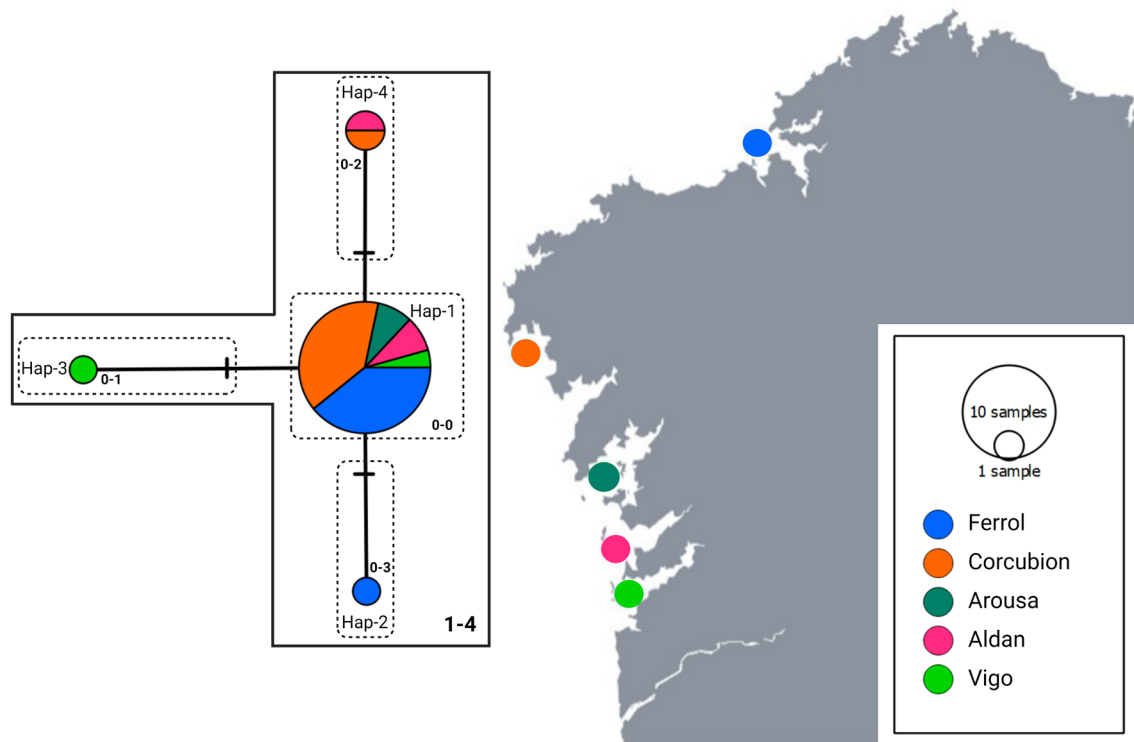 Hap-4
0-2
Hap-1
Hap-3
0-1
0-0
0-3
Hap-2
1-4
10 samples
1 sample
Ferrol
Corcubion
Arousa
Aldan
Vigo